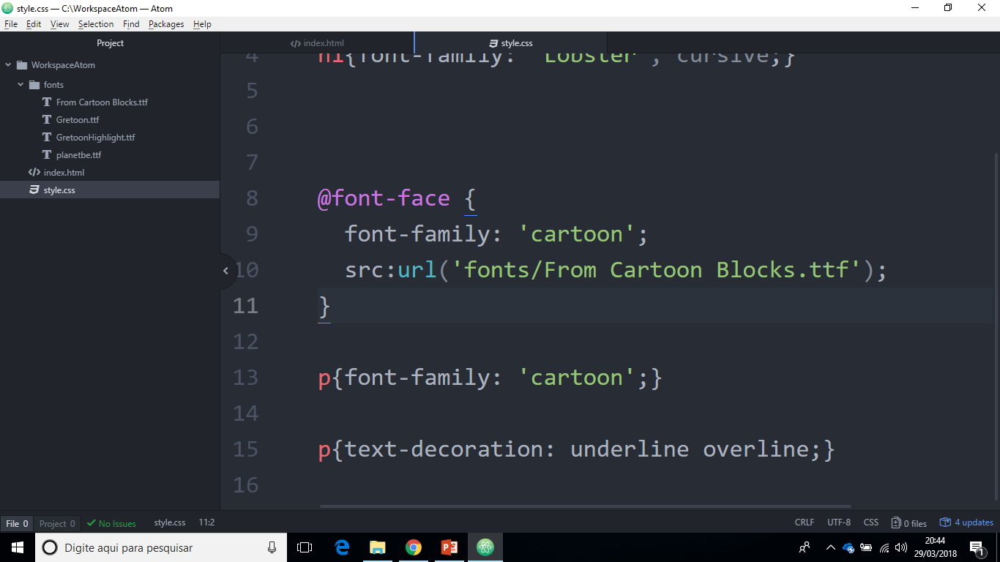 style.css — C:\WorkspaceAtom — Atom
File Edit View Selection Find Packages Help
Project
index.html
style.css
WorkspaceAtom
fonts
From Cartoon Blocks.ttf
Gretoon.ttf
GretoonHighlight.ttf
planetbe.ttf
index.html
style.css
4 h1{font-family: 'Lobster', cursive;}
5
6
7
8 @font-face {
9 font-family: 'cartoon';
10 src:url('fonts/From Cartoon Blocks.ttf');
11 }
12
13 p{font-family: 'cartoon';}
14
15 p{text-decoration: underline overline;}
16
File 0 Project 0 No Issues style.css 11:2 CRLF UTF-8 CSS 0 files 4 updates
Digite aqui para pesquisar
20:44
29/03/2018
1